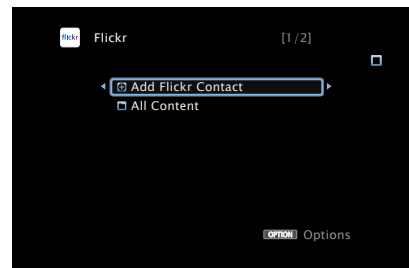 flickr Flickr [1/2]
Add Flickr Contact
All Content
OPTION Options